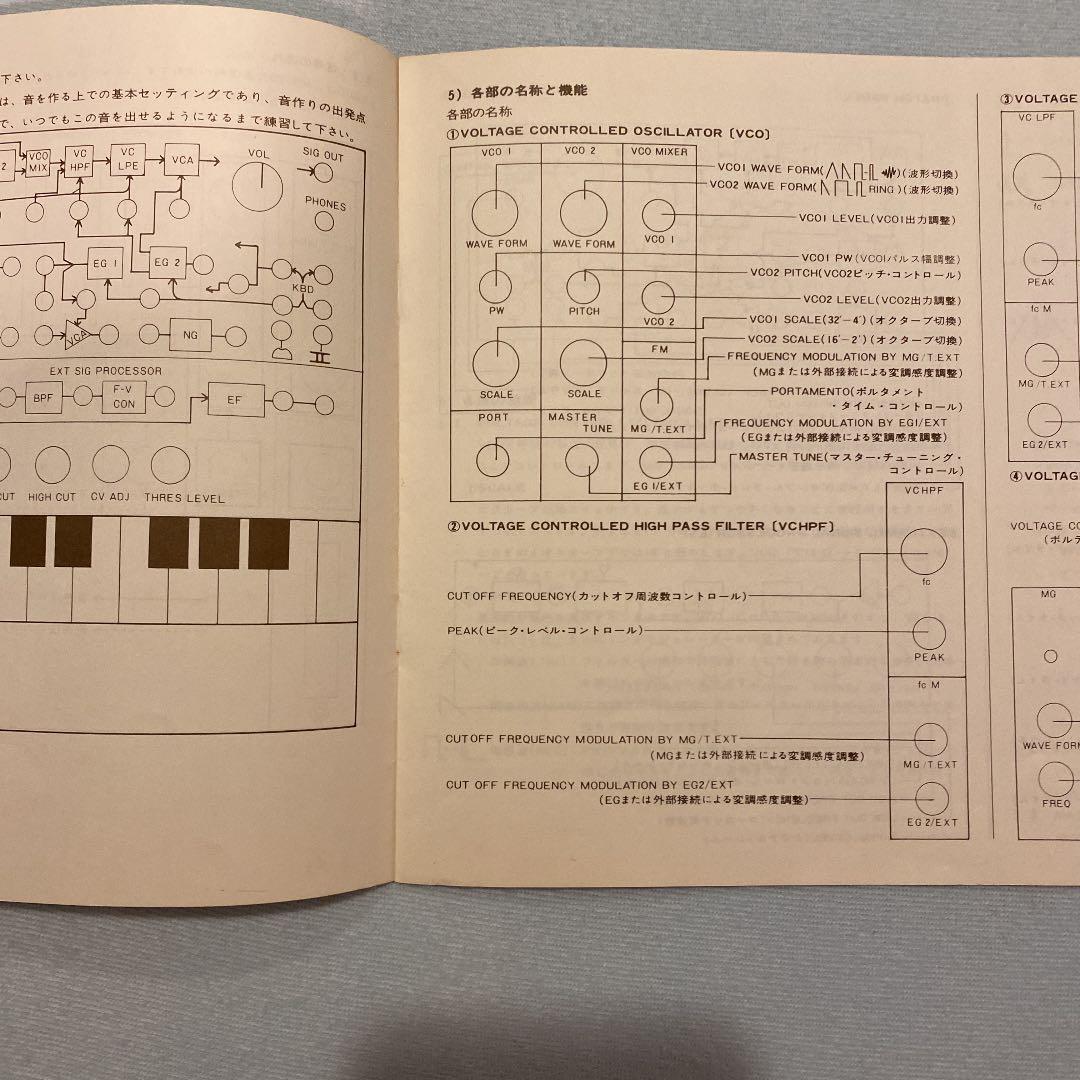 下さい。
は、音を作る上での基本セッティングであり、音作りの出発点
で、いつでもこの音を出せるようになるまで練習して下さい。
2
VCO
MIX
VC
HPF
VC
LPE
VCA
VOL
SIG OUT
PHONES
EG 1
EG 2
KBD
VCA
NG
EXT SIG PROCESSOR
BPF
F-V
CON
EF
CUT
HIGH CUT
CV ADJ
THRES LEVEL
5) 各部の名称と機能
各部の名称
①VOLTAGE CONTROLLED OSCILLATOR〔VCO〕
VCO 1
VCO 2
VCO MIXER
WAVE FORM
WAVE FORM
VCO 1
PW
PITCH
VCO 2
FM
SCALE
SCALE
MG/T.EXT
PORT
MASTER
TUNE
EG 1/EXT
VCO1 WAVE FORM( )(波形切換)
VCO2 WAVE FORM( RING)(波形切換)
VCO1 LEVEL(VCO1出力調整)
VCO1 PW(VCO1パルス幅調整)
VCO2 PITCH(VCO2ピッチ・コントロール)
VCO2 LEVEL(VCO2出力調整)
VCO1 SCALE(32'-4')(オクターブ切換)
VCO2 SCALE(16'-2')(オクターブ切換)
FREQUENCY MODULATION BY MG/T.EXT
(MGまたは外部接続による変調感度調整)
PORTAMENTO(ポルタメント
・タイム・コントロール)
FREQUENCY MODULATION BY EG1/EXT
(EGまたは外部接続による変調感度調整)
MASTER TUNE(マスター・チューニング・
コントロール)
②VOLTAGE CONTROLLED HIGH PASS FILTER〔VCHPF〕
VCHPF
fc
PEAK
fc M
MG/T.EXT
EG2/EXT
CUT OFF FREQUENCY(カットオフ周波数コントロール)
PEAK(ピーク・レベル・コントロール)
CUT OFF FREQUENCY MODULATION BY MG/T.EXT
(MGまたは外部接続による変調感度調整)
CUT OFF FREQUENCY MODULATION BY EG2/EXT
(EGまたは外部接続による変調感度調整)
③VOLTAGE
VC LPF
fc
PEAK
fc M
MG/T.EXT
EG2/EXT
④VOLTAG
VOLTAGE CO
(ボルテ
MG
WAVE FORM
FREQ